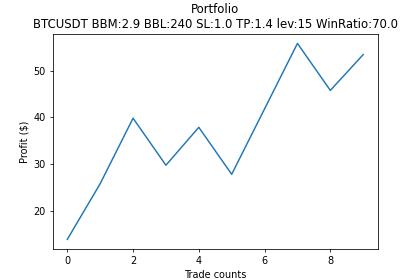 Portfolio
BTCUSDT BBM:2.9 BBL:240 SL:1.0 TP:1.4 lev:15 WinRatio:70.0
50
40
30
20
Profit ($)
0 2 4 6 8
Trade counts